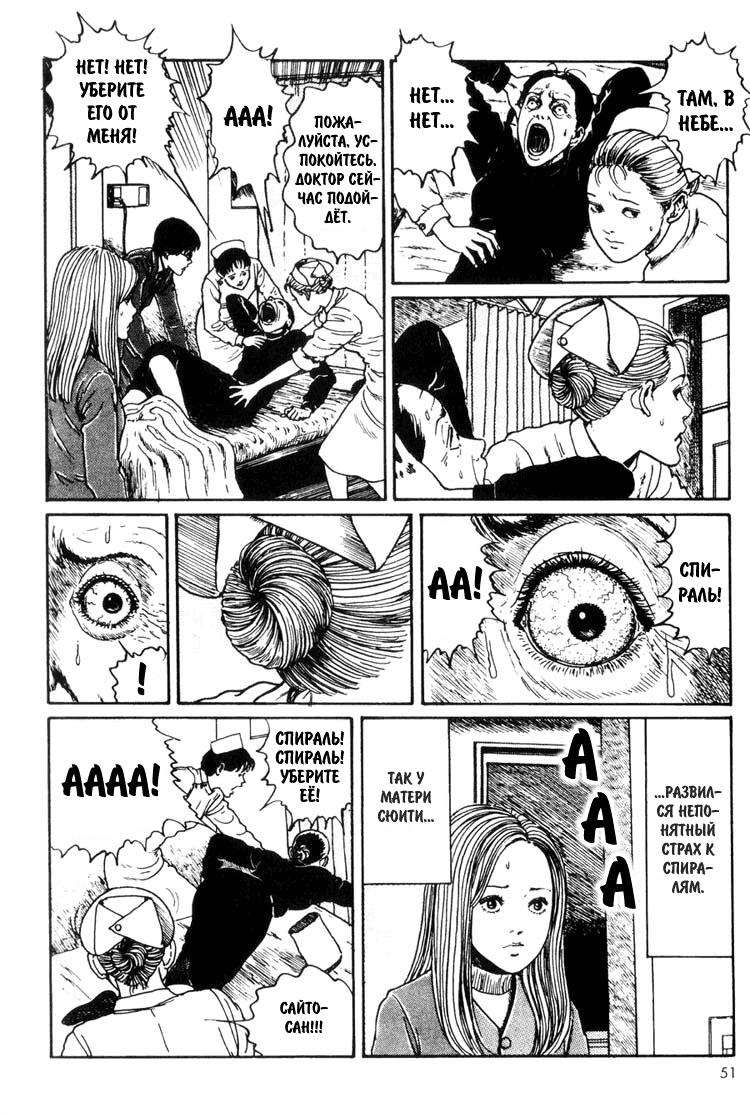 НЕТ! НЕТ!
УБЕРИТЕ
ЕГО ОТ
МЕНЯ!
ААА!
ПОЖА-
ЛУЙСТА, УС-
ПОКОЙТЕСЬ.
ДОКТОР СЕЙ-
ЧАС ПОДОЙ-
ДЁТ.
НЕТ...
НЕТ...
ТАМ, В
НЕБЕ...
!
АА!
СПИ-
РАЛЬ!
АААА!
СПИРАЛЬ!
СПИРАЛЬ!
УБЕРИТЕ
ЕЁ!
САЙТО-
САН!!!
ТАК У
МАТЕРИ
СЮИТИ...
А
А
А
...РАЗВИЛ-
СЯ НЕПО-
НЯТНЫЙ
СТРАХ К
СПИРА-
ЛЯМ.
51